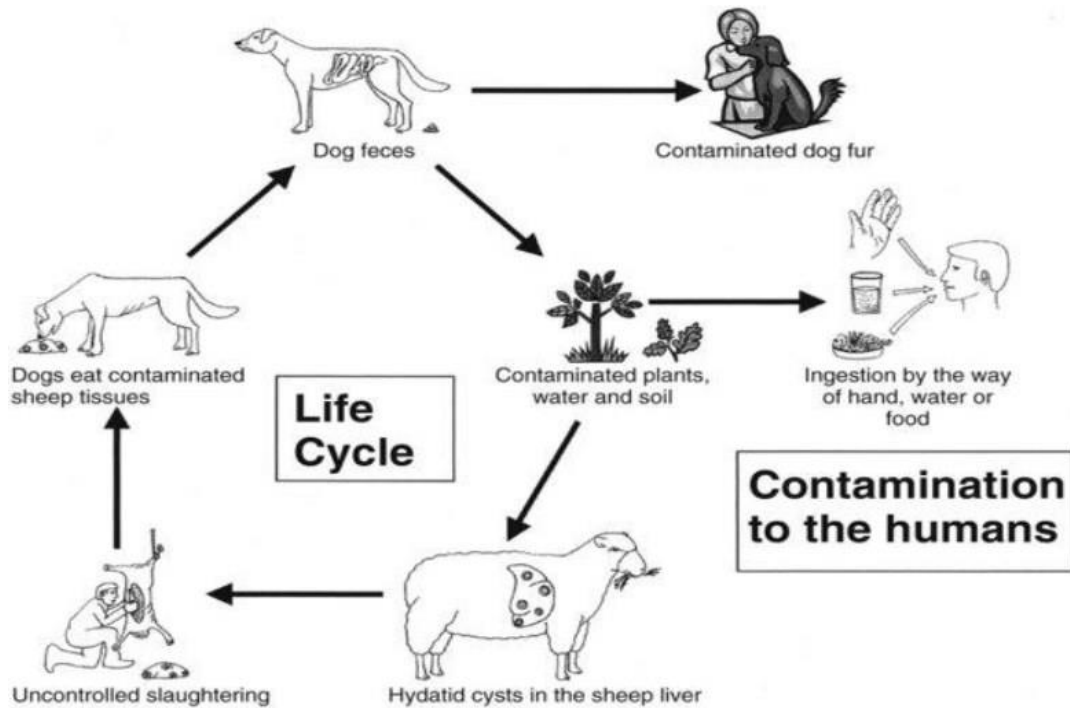 Dog feces
Contaminated dog fur
Dogs eat contaminated
sheep tissues
Contaminated plants,
water and soil
Ingestion by the way
of hand, water or
food
Life
Cycle
Contamination
to the humans
Uncontrolled slaughtering
Hydatid cysts in the sheep liver